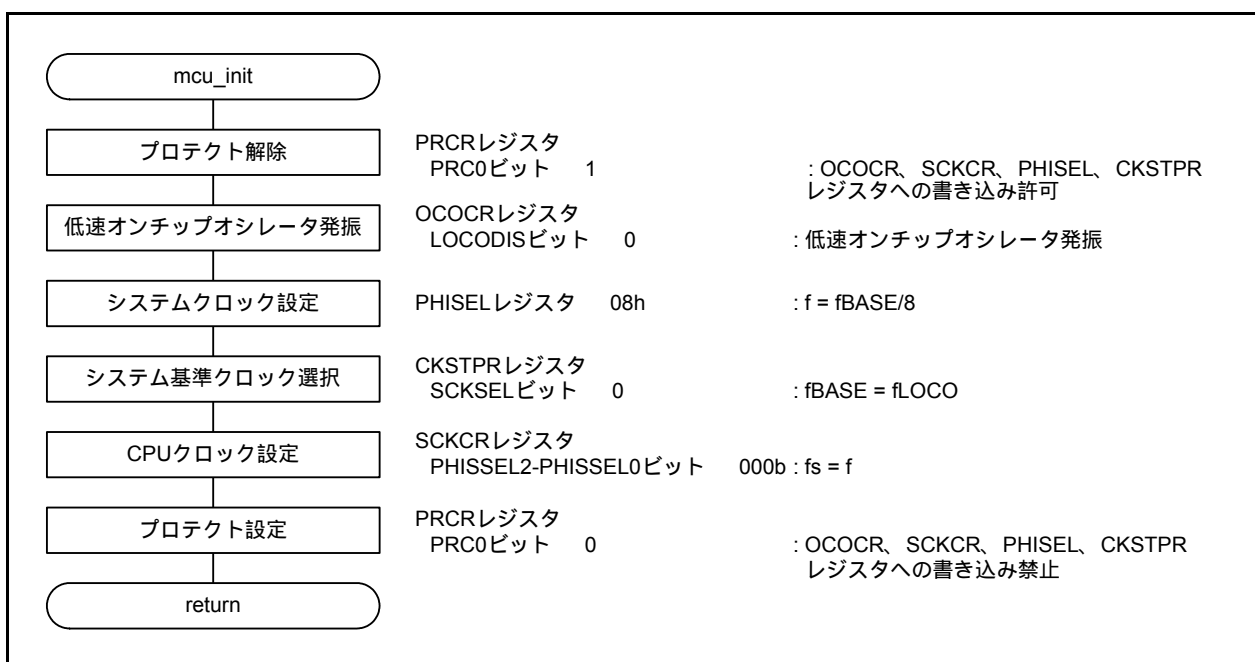 mcu_init
プロテクト解除
PRCRレジスタ
PRC0ビット 1 : OCOCR、SCKCR、PHISEL、CKSTPR
レジスタへの書き込み許可
低速オンチップオシレータ発振
OCOCRレジスタ
LOCODISビット 0 : 低速オンチップオシレータ発振
システムクロック設定
PHISELレジスタ 08h : f = fBASE/8
システム基準クロック選択
CKSTPRレジスタ
SCKSELビット 0 : fBASE = fLOCO
CPUクロック設定
SCKCRレジスタ
PHISSEL2-PHISSEL0ビット 000b : fs = f
プロテクト設定
PRCRレジスタ
PRC0ビット 0 : OCOCR、SCKCR、PHISEL、CKSTPR
レジスタへの書き込み禁止
return